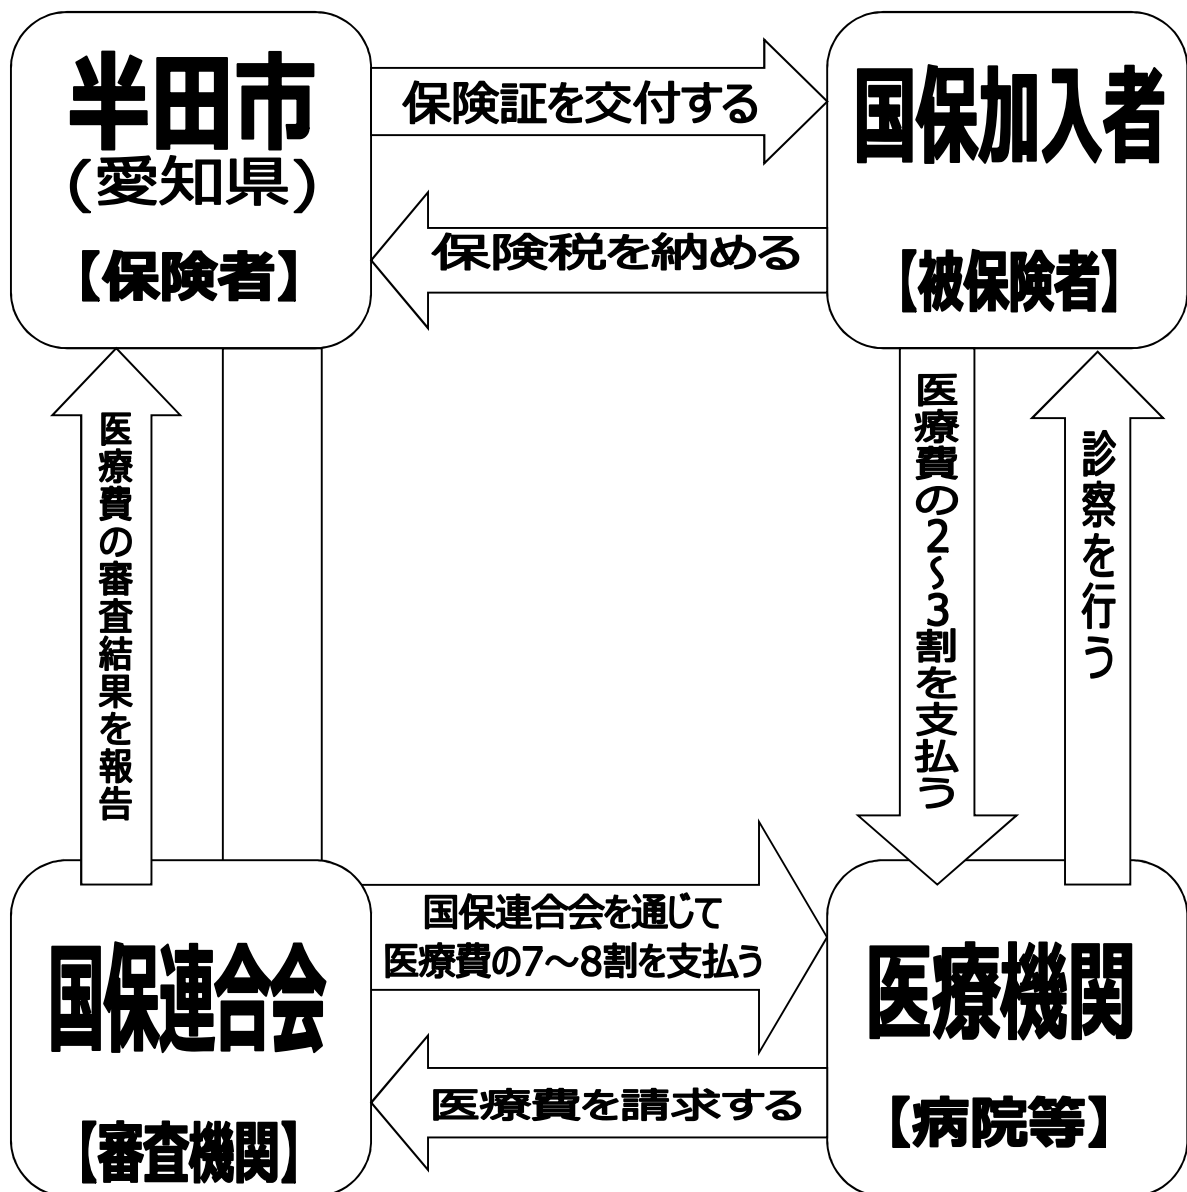 半田市
(愛知県)
【保険者】
保険証を交付する
保険税を納める
国保加入者
【被保険者】
医療費の審査結果を報告
医療費の2～3割を支払う
診察を行う
国保連合会
【審査機関】
国保連合会を通じて
医療費の7～8割を支払う
医療費を請求する
医療機関
【病院等】